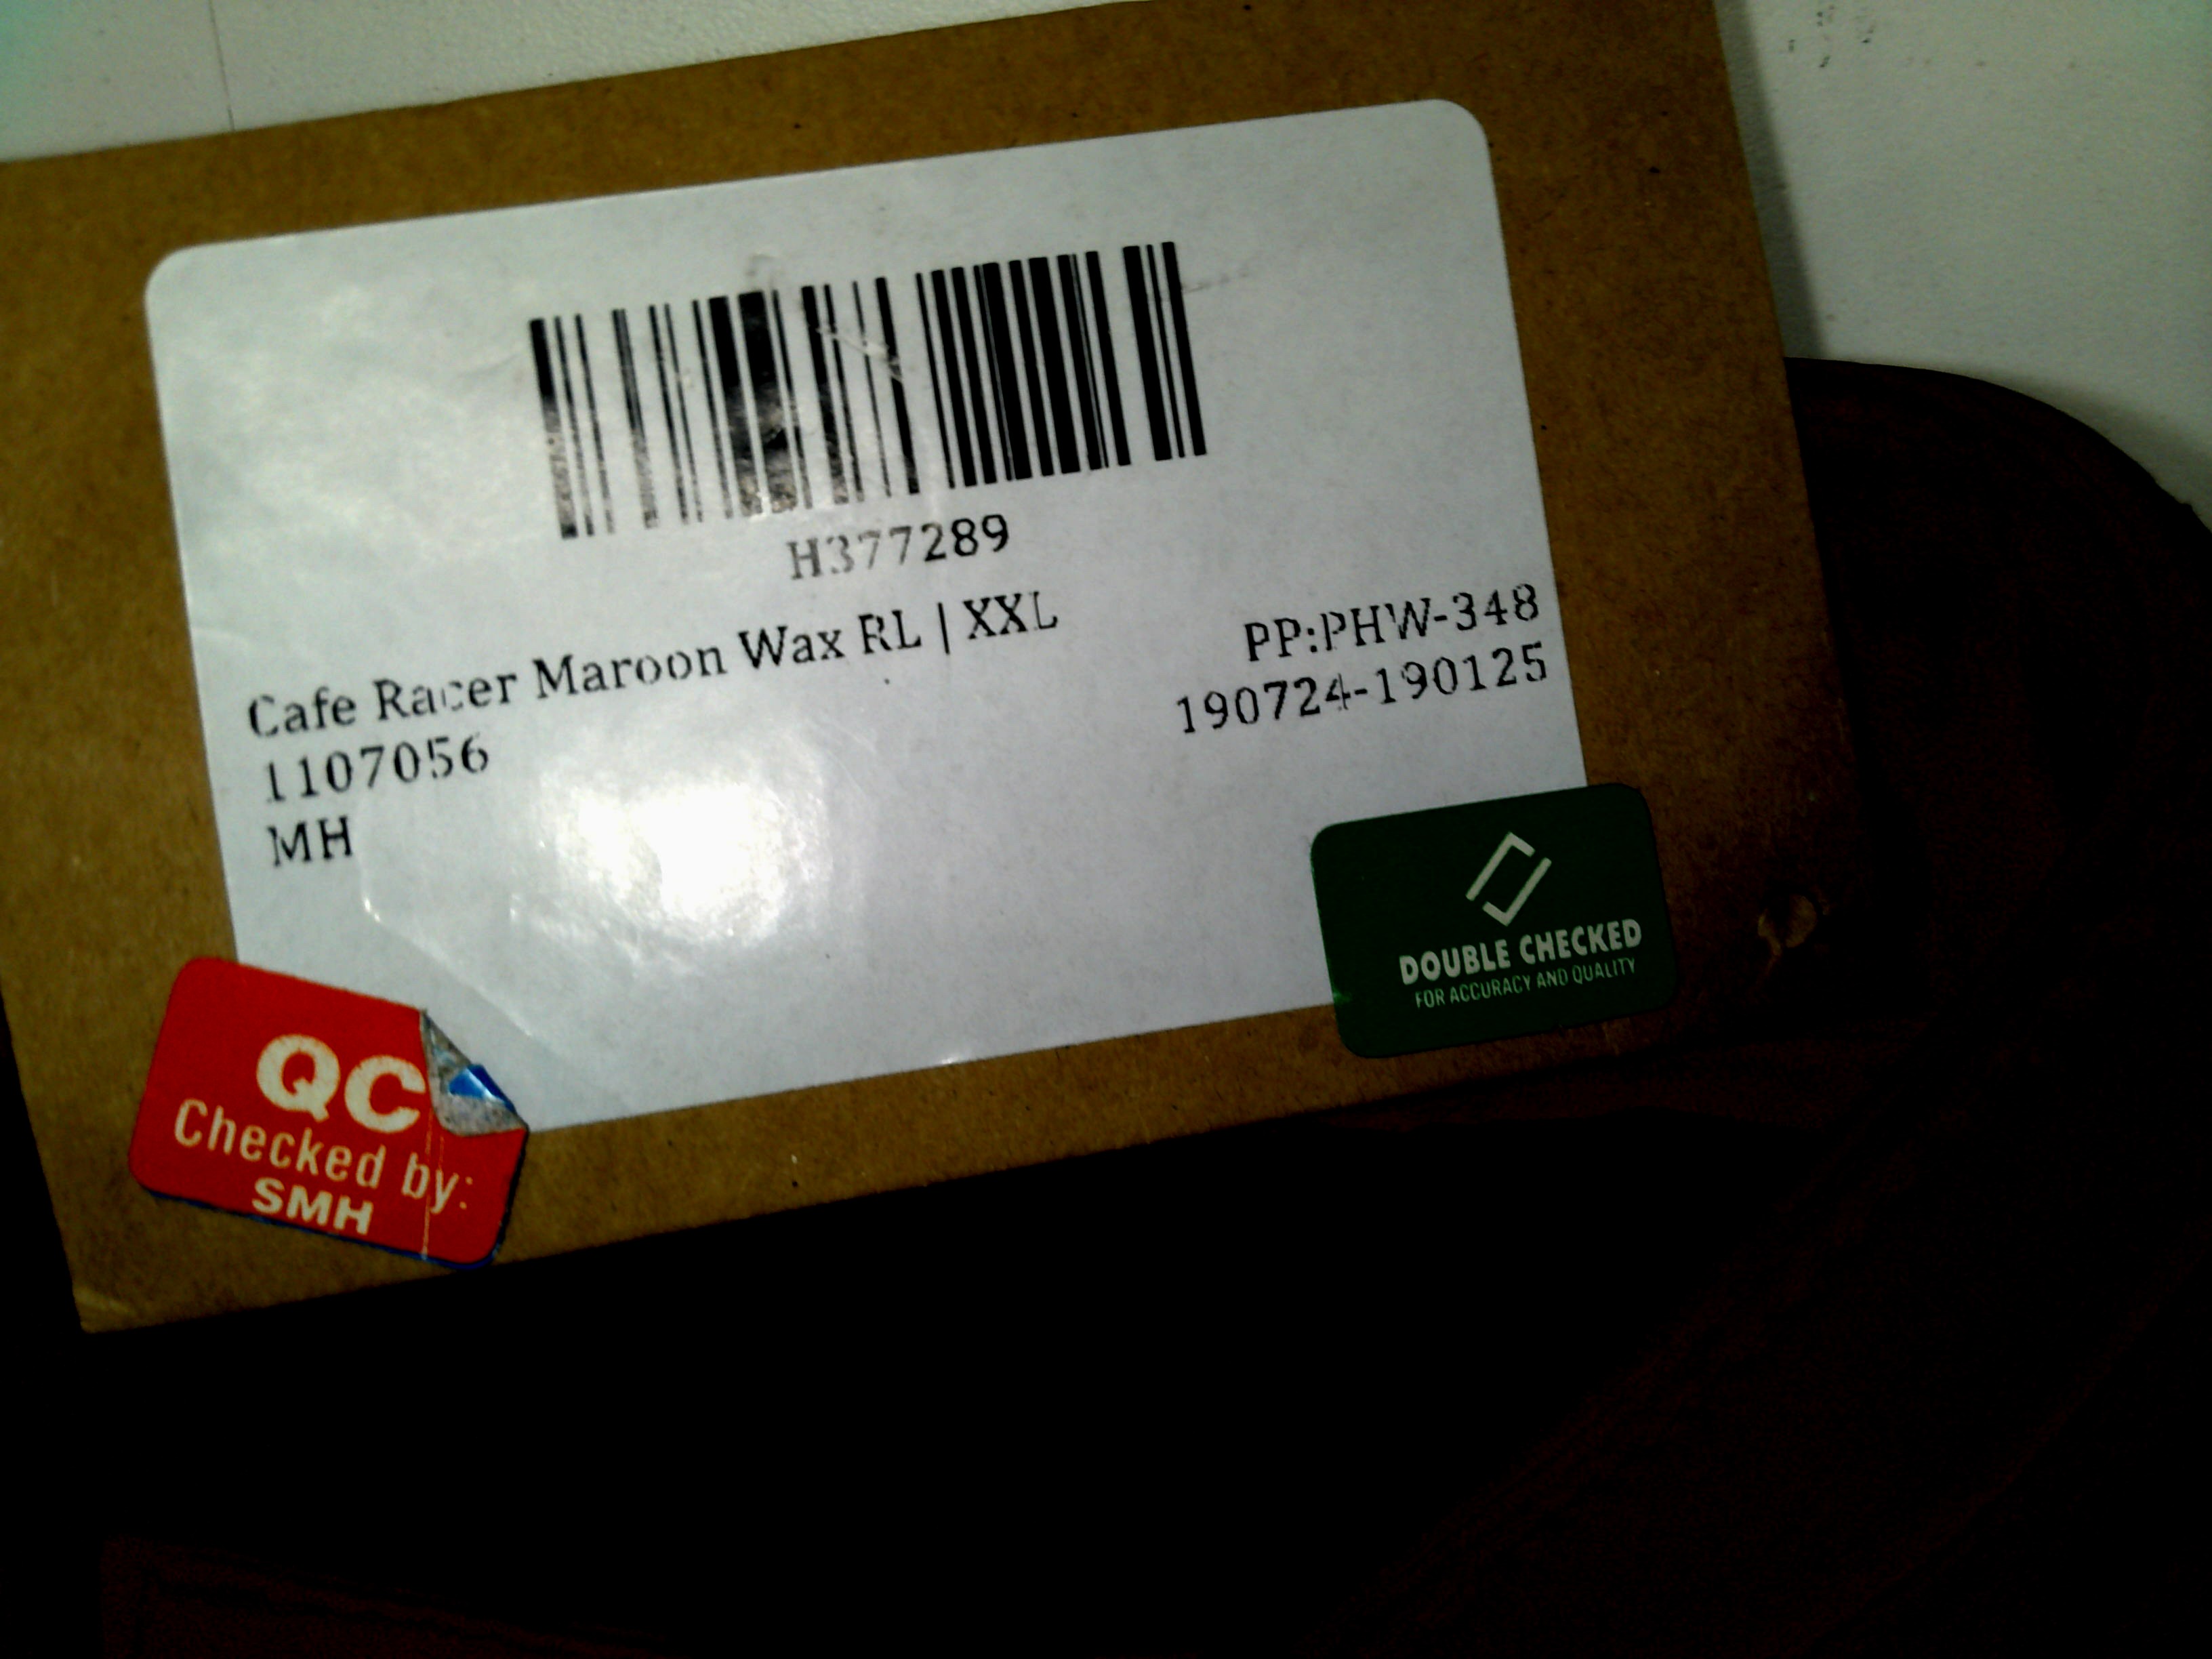 H377289
Cafe Racer Maroon Wax RL | XXL
PP:PHW-348
1107056
190724-190125
MH
DOUBLE CHECKED
FOR ACCURACY AND QUALITY
QC
Checked by:
SMH